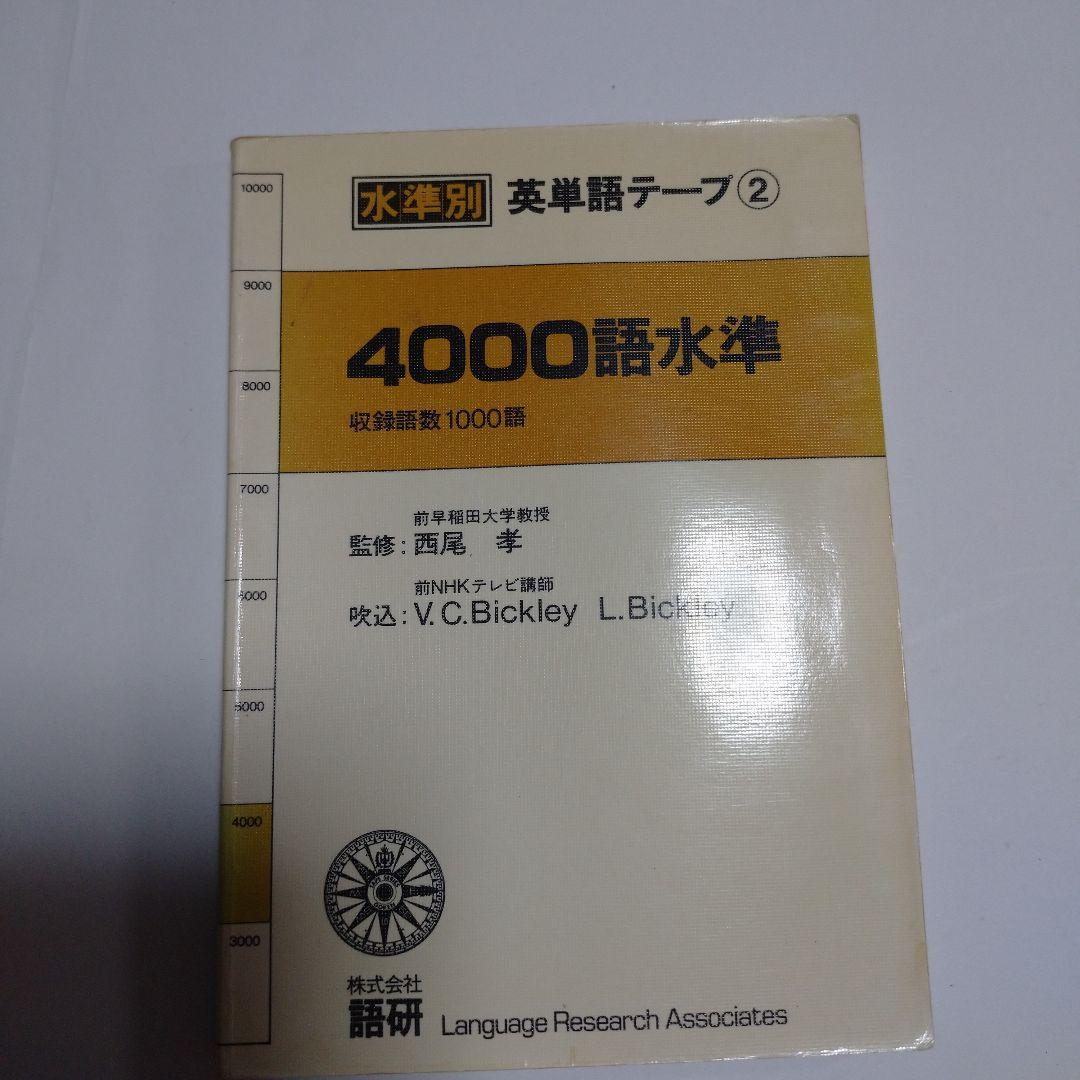 水準別 英単語テープ②
4000語水準
収録語数1000語
前早稲田大学教授
監修:西尾 孝
前NHKテレビ講師
吹込:V.C.Bickley L.Bickley
10000
9000
8000
7000
6000
5000
4000
3000
株式会社
語研 Language Research Associates